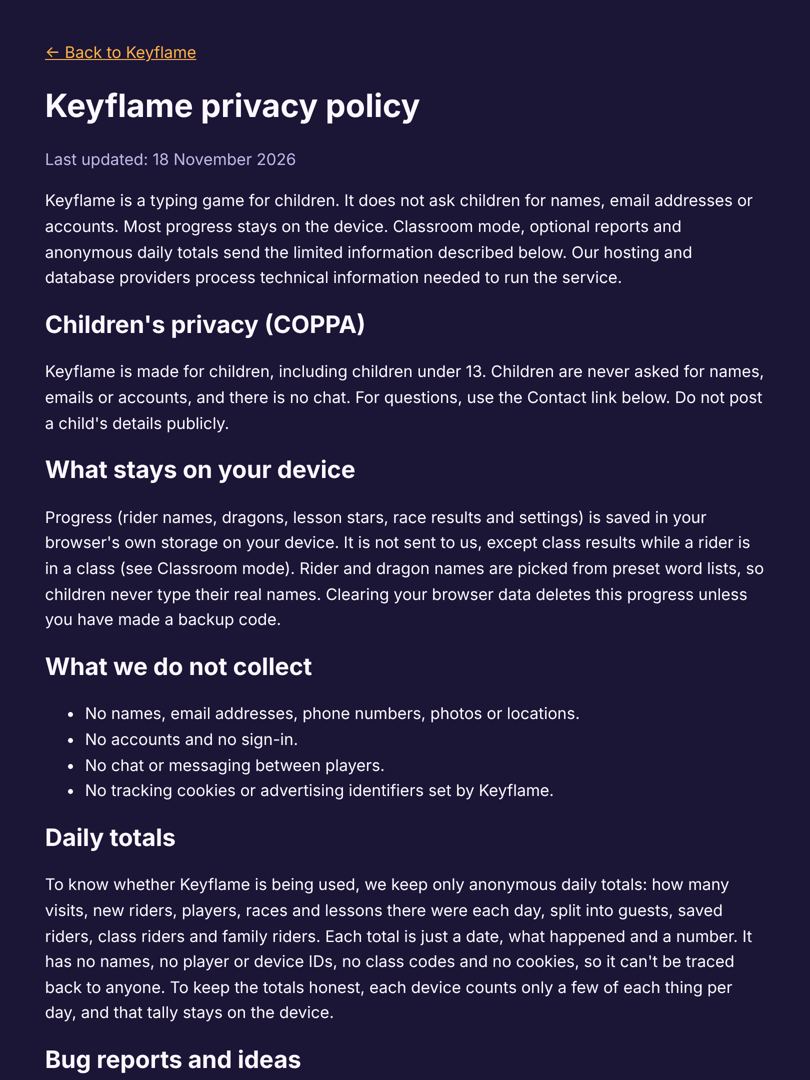 ← Back to Keyflame
Keyflame privacy policy
Last updated: 18 November 2026
Keyflame is a typing game for children. It does not ask children for names, email addresses or
accounts. Most progress stays on the device. Classroom mode, optional reports and
anonymous daily totals send the limited information described below. Our hosting and
database providers process technical information needed to run the service.
Children's privacy (COPPA)
Keyflame is made for children, including children under 13. Children are never asked for names,
emails or accounts, and there is no chat. For questions, use the Contact link below. Do not post
a child's details publicly.
What stays on your device
Progress (rider names, dragons, lesson stars, race results and settings) is saved in your
browser's own storage on your device. It is not sent to us, except class results while a rider is
in a class (see Classroom mode). Rider and dragon names are picked from preset word lists, so
children never type their real names. Clearing your browser data deletes this progress unless
you have made a backup code.
What we do not collect
• No names, email addresses, phone numbers, photos or locations.
• No accounts and no sign-in.
• No chat or messaging between players.
• No tracking cookies or advertising identifiers set by Keyflame.
Daily totals
To know whether Keyflame is being used, we keep only anonymous daily totals: how many
visits, new riders, players, races and lessons there were each day, split into guests, saved
riders, class riders and family riders. Each total is just a date, what happened and a number. It
has no names, no player or device IDs, no class codes and no cookies, so it can't be traced
back to anyone. To keep the totals honest, each device counts only a few of each thing per
day, and that tally stays on the device.
Bug reports and ideas